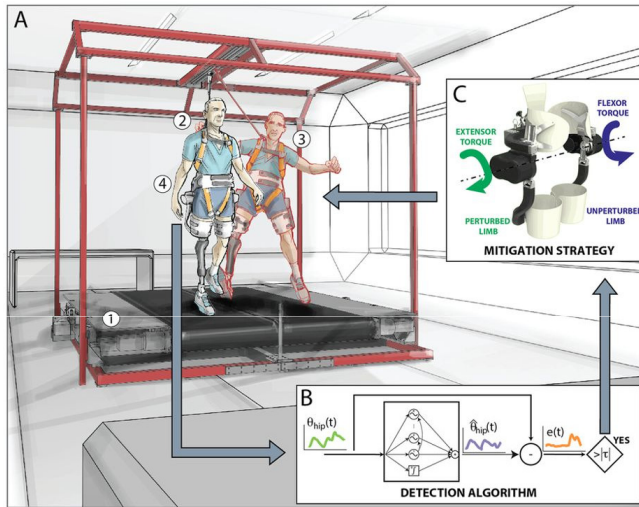 A
2
3
4
1
C
EXTENSOR
TORQUE
FLEXOR
TORQUE
PERTURBED
LIMB
UNPERTURBED
LIMB
MITIGATION STRATEGY
B
θhip(t)
θ̂hip(t)
e(t)
-
>|τ|
YES
DETECTION ALGORITHM